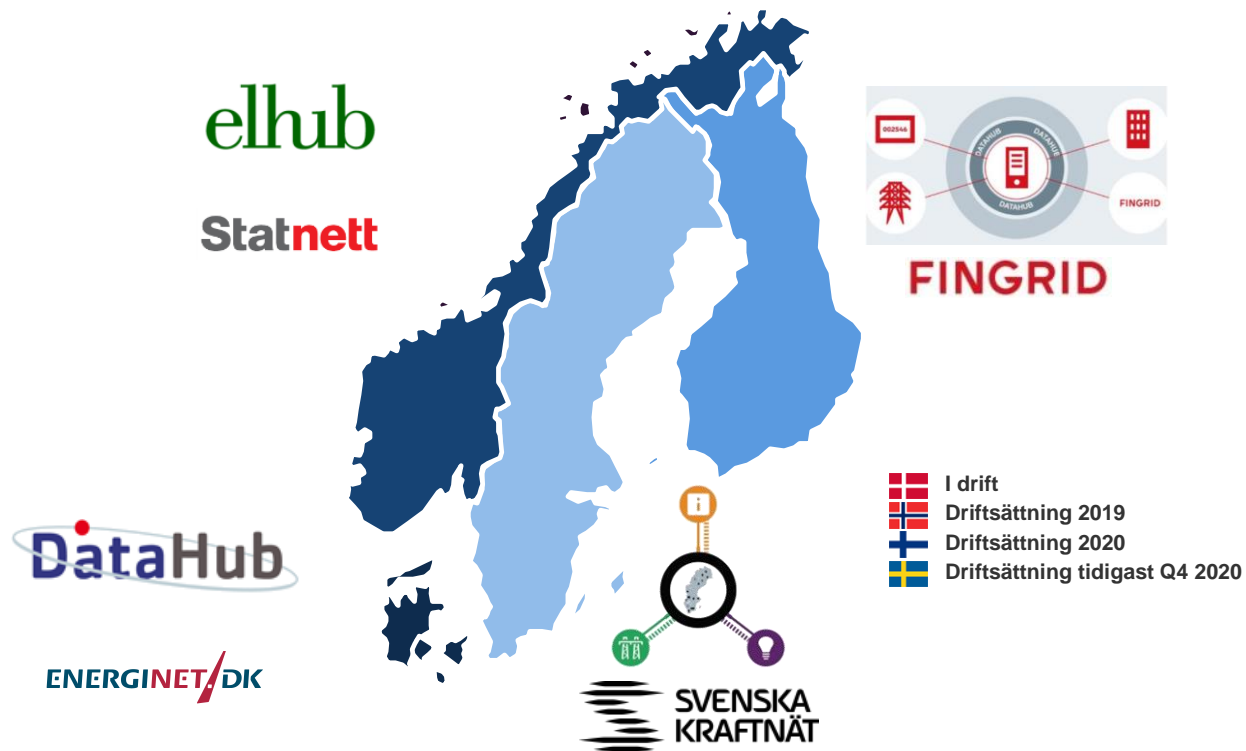 elhub
Statnett
002546
DATAHUB
DATAHUB
DATAHUB
FINGRID
FINGRID
I drift
Driftsättning 2019
Driftsättning 2020
Driftsättning tidigast Q4 2020
DataHub
i
ENERGINET/DK
SVENSKA
KRAFTNÄT